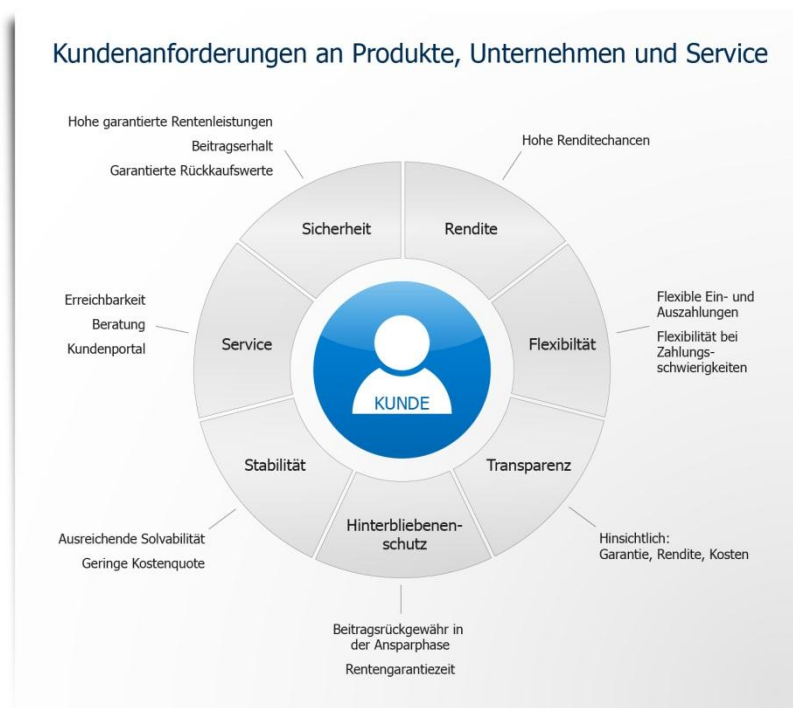 Kundenanforderungen an Produkte, Unternehmen und Service
Hohe garantierte Rentenleistungen
Beitragserhalt
Garantierte Rückkaufswerte
Hohe Renditechancen
Sicherheit
Rendite
Erreichbarkeit
Beratung
Kundenportal
Service
Flexibiltät
Flexible Ein- und
Auszahlungen
Flexibilität bei
Zahlungs-
schwierigkeiten
KUNDE
Stabilität
Transparenz
Hinterbliebenen-
schutz
Ausreichende Solvabilität
Geringe Kostenquote
Hinsichtlich:
Garantie, Rendite, Kosten
Beitragsrückgewähr in
der Ansparphase
Rentengarantiezeit